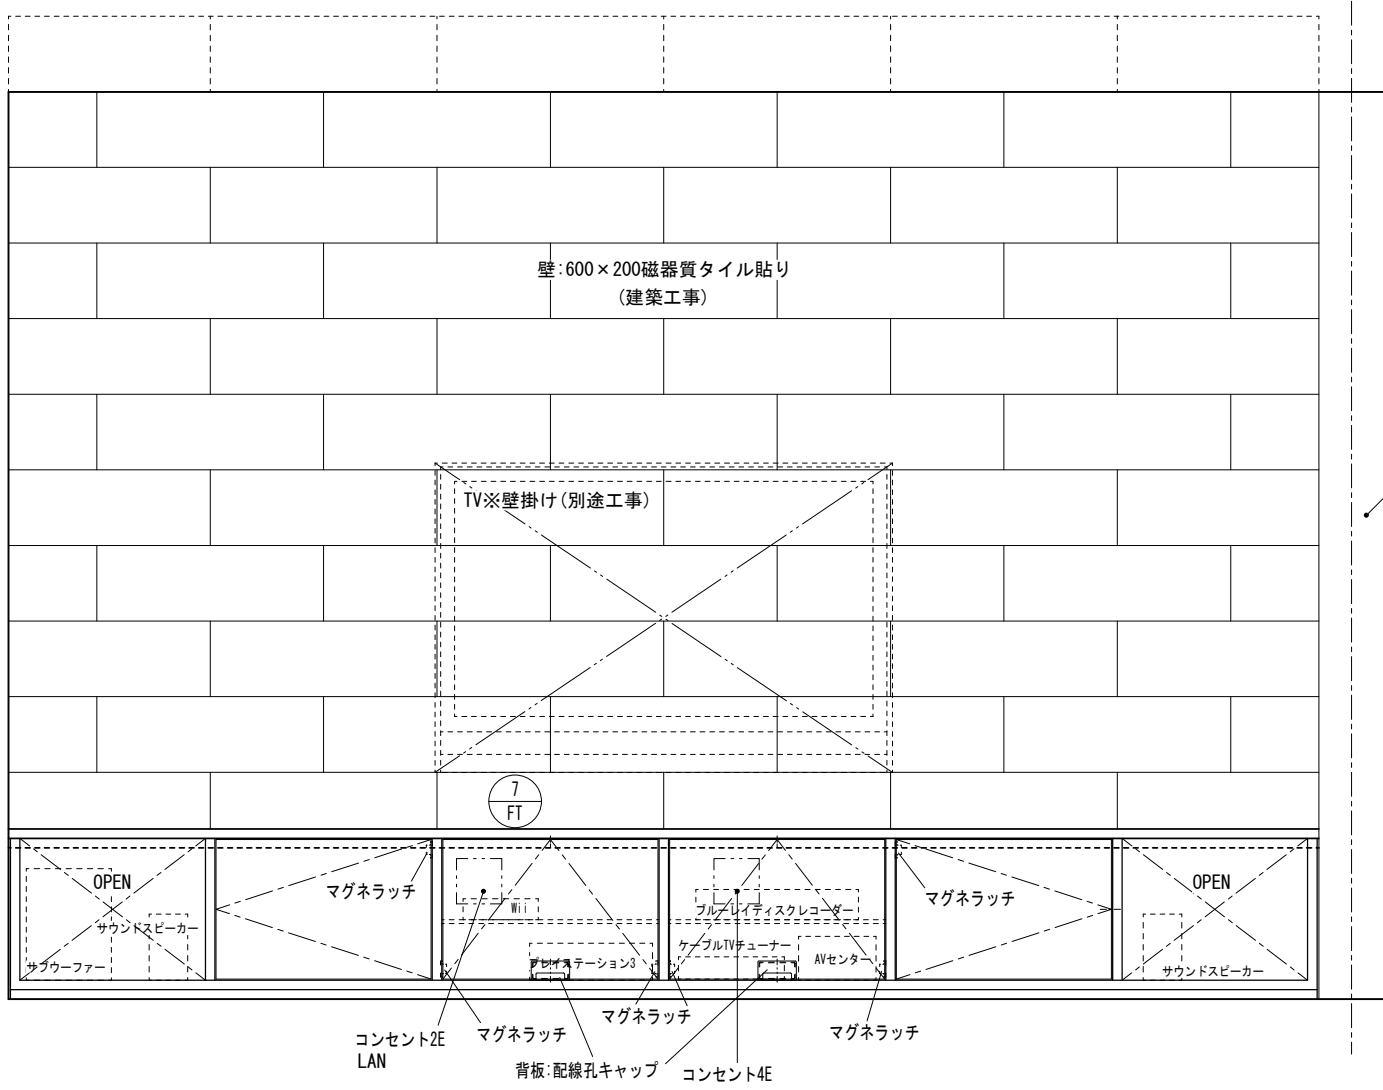 壁:600×200磁器質タイル貼り
(建築工事)
TV※壁掛け(別途工事)
7
FT
OPEN
サウンドスピーカー
サブウーファー
マグネラッチ
Wii
プレイステーション3
ブルーレイディスクレコーダー
ケーブルTVチューナー
AVセンター
マグネラッチ
OPEN
サウンドスピーカー
コンセント2E
LAN
マグネラッチ
マグネラッチ
マグネラッチ
背板:配線孔キャップ
コンセント4E